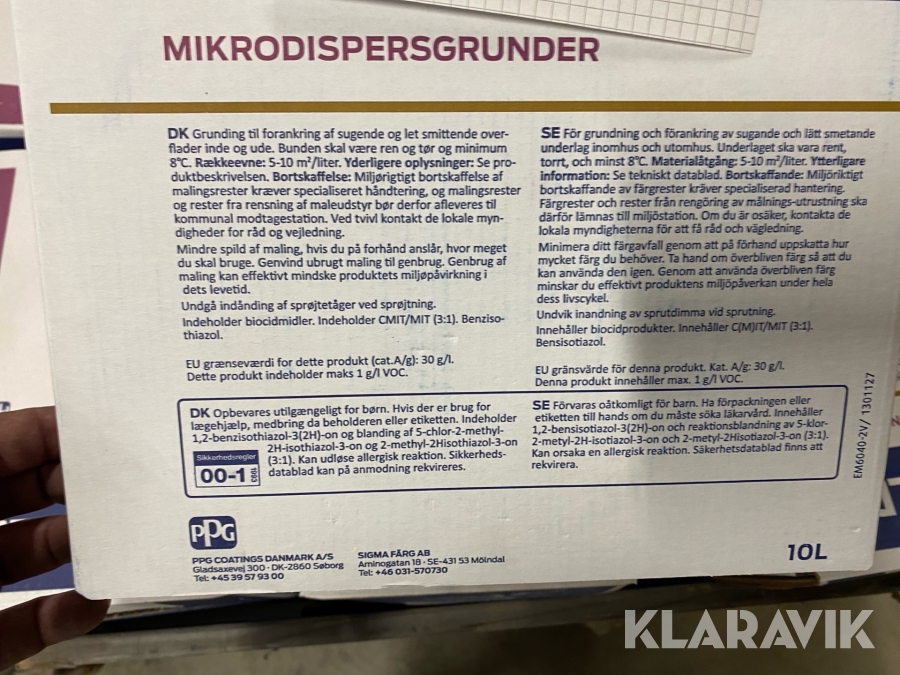 MIKRODISPERSGRUNDER
DK Grunding til forankring af sugende og let smittende over-
flader inde og ude. Bunden skal være ren og tør og minimum
8°C. Rækkeevne: 5-10 m²/liter. Yderligere oplysninger: Se pro-
duktbeskrivelsen. Bortskaffelse: Miljørigtigt bortskaffelse af
malingsrester kræver specialiseret håndtering, og malingsrester
og rester fra rensning af maleudstyr bør derfor afleveres til
kommunal modtagestation. Ved tvivl kontakt de lokale myn-
digheder for råd og vejledning.
Mindre spild af maling, hvis du på forhånd anslår, hvor meget
du skal bruge. Genvind ubrugt maling til genbrug. Genbrug af
maling kan effektivt mindske produktets miljøpåvirkning i
dets levetid.
Undgå indånding af sprøjtetåger ved sprøjtning.
Indeholder biocidmidler. Indeholder CMIT/MIT (3:1). Benziso-
thiazol.
EU grænseværdi for dette produkt (cat.A/g): 30 g/l.
Dette produkt indeholder maks 1 g/l VOC.
SE För grundning och förankring av sugande och lätt smetande
underlag inomhus och utomhus. Underlaget ska vara rent,
torrt, och minst 8°C. Materialåtgång: 5-10 m²/liter. Ytterligare
information: Se tekniskt datablad. Bortskaffande: Miljöriktigt
bortskaffande av färgrester kräver specialiserad hantering.
Färgrester och rester från rengöring av målnings-utrustning ska
därför lämnas till miljöstation. Om du är osäker, kontakta de
lokala myndigheterna för att få råd och vägledning.
Minimera ditt färgavfall genom att på förhand uppskatta hur
mycket färg du behöver. Ta hand om överbliven färg så att du
kan använda den igen. Genom att använda överbliven färg
minskar du effektivt produktens miljöpåverkan under hela
dess livscykel.
Undvik inandning av sprutdimma vid sprutning.
Innehåller biocidprodukter. Innehåller C(M)IT/MIT (3:1).
Bensisotiazol.
EU gränsvärde för denna produkt. Kat. A/g: 30 g/l.
Denna produkt innehåller max. 1 g/l VOC.
DK Opbevares utilgængeligt for børn. Hvis der er brug for
lægehjælp, medbring da beholderen eller etiketten. Indeholder
1,2-benzisothiazol-3(2H)-on og blanding af 5-chlor-2-methyl-
2H-isothiazol-3-on og 2-methyl-2Hisothiazol-3-on
(3:1). Kan udløse allergisk reaktion. Sikkerheds-
datablad kan på anmodning rekvireres.
Sikkerhedsregler
00-1
1993
SE Förvaras oåtkomligt för barn. Ha förpackningen eller
etiketten till hands om du måste söka läkarvård. Innehåller
1,2-bensisotiazol-3(2H)-on och reaktionsblandning av 5-klor-
2-metyl-2H-isotiazol-3-on och 2-metyl-2Hisotiazol-3-on (3:1).
Kan orsaka en allergisk reaktion. Säkerhetsdatablad finns att
rekvirera.
EM6040-2V/ 1301127
PPG
PPG COATINGS DANMARK A/S
Gladsaxevej 300 · DK-2860 Søborg
Tel: +45 39 57 93 00
SIGMA FÄRG AB
Aminogatan 18 · SE-431 53 Mölndal
Tel: +46 031-570730
10L
KLARAVIK